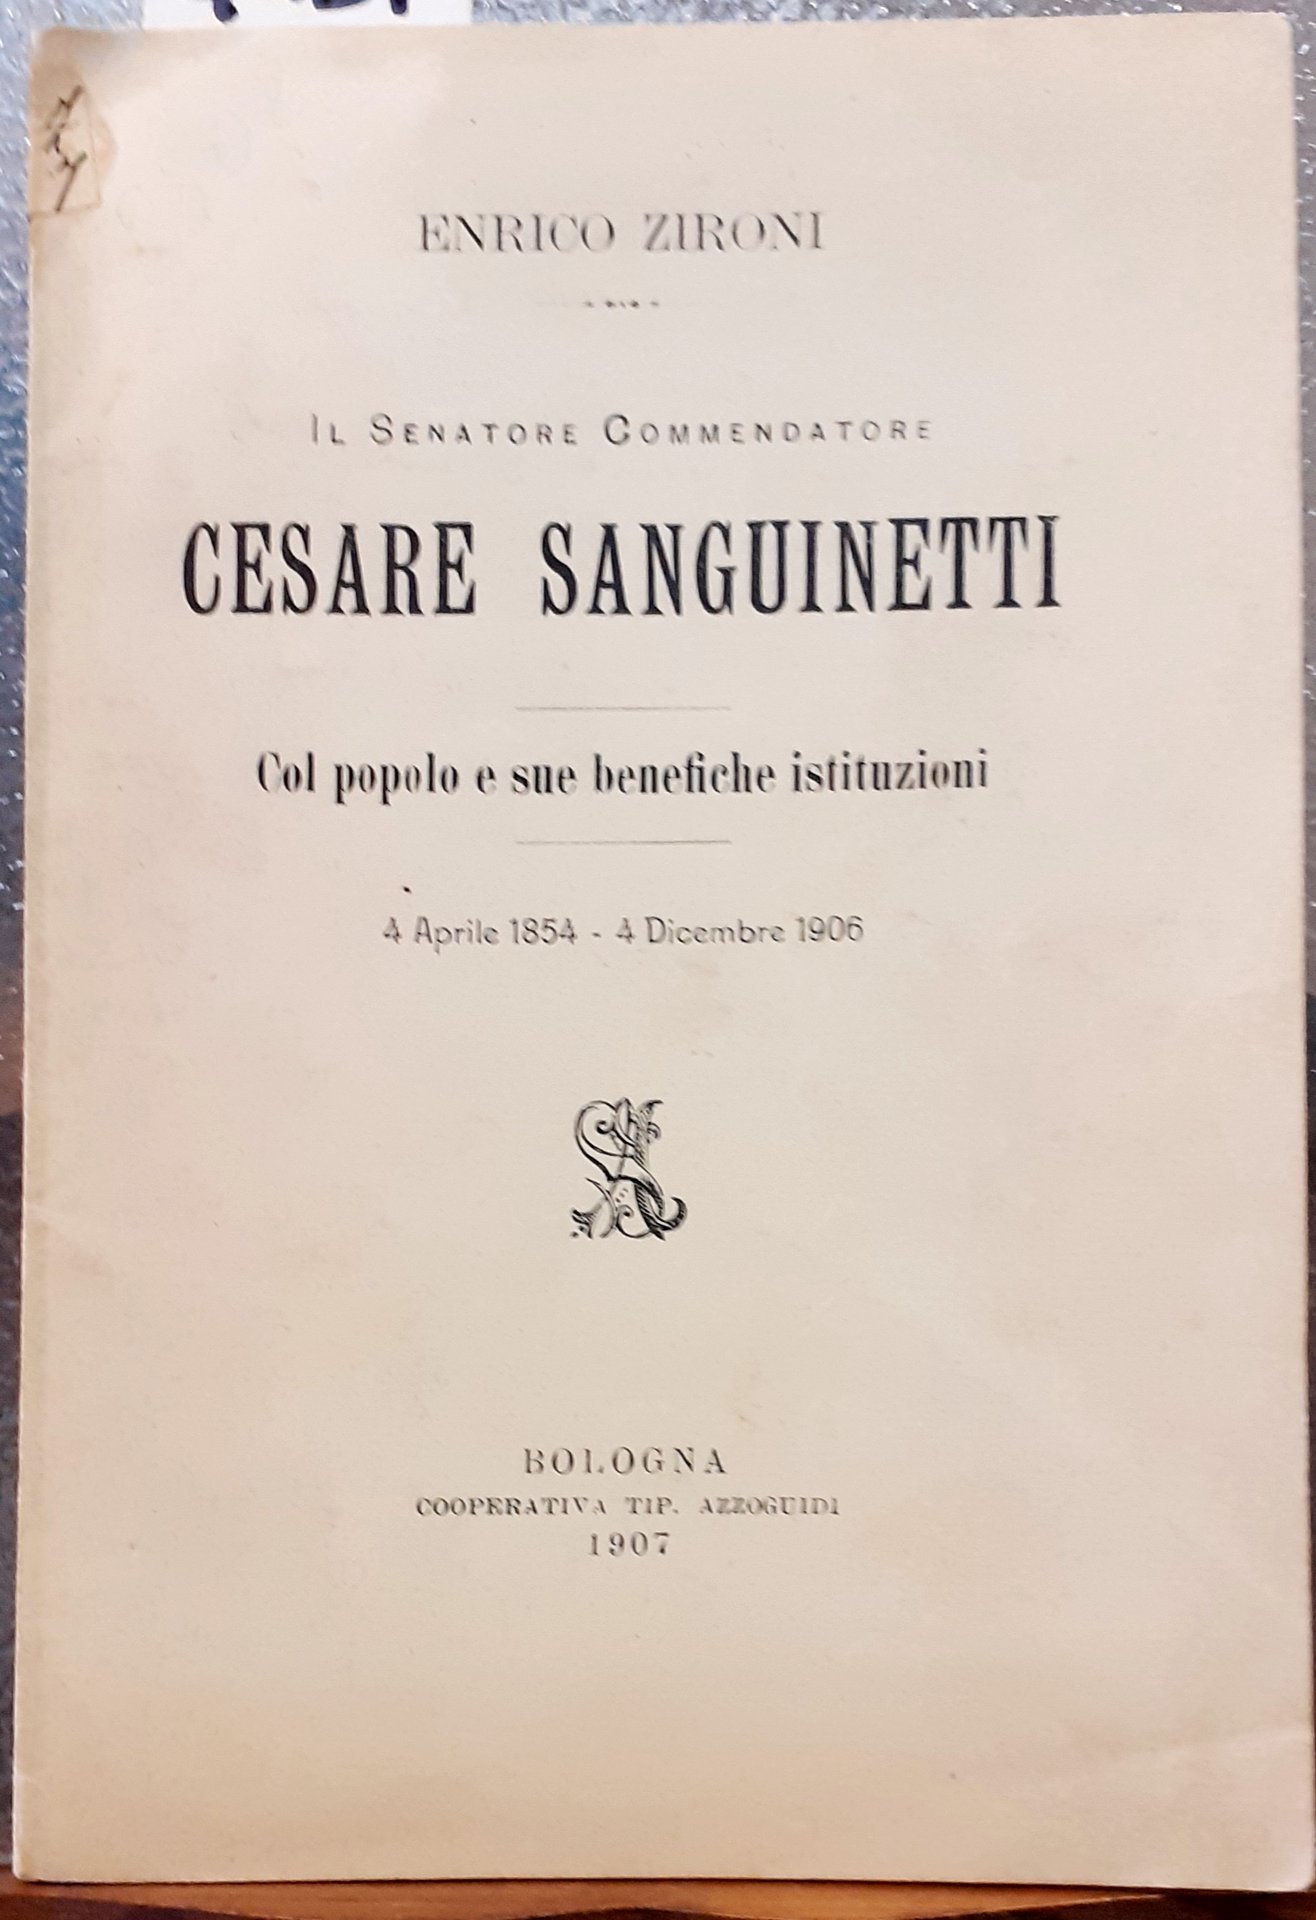 ENRICO ZIRONI
IL SENATORE COMMENDATORE
CESARE SANGUINETTI
Col popolo e sue benefiche istituzioni
4 Aprile 1854 - 4 Dicembre 1906
BOLOGNA
COOPERATIVA TIP. AZZOGUIDI
1907